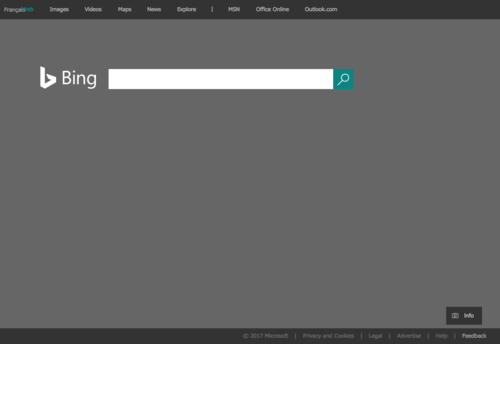 Français Web Images Videos Maps News Explore | MSN Office Online Outlook.com
Bing
Info
© 2017 Microsoft | Privacy and Cookies | Legal | Advertise | Help | Feedback